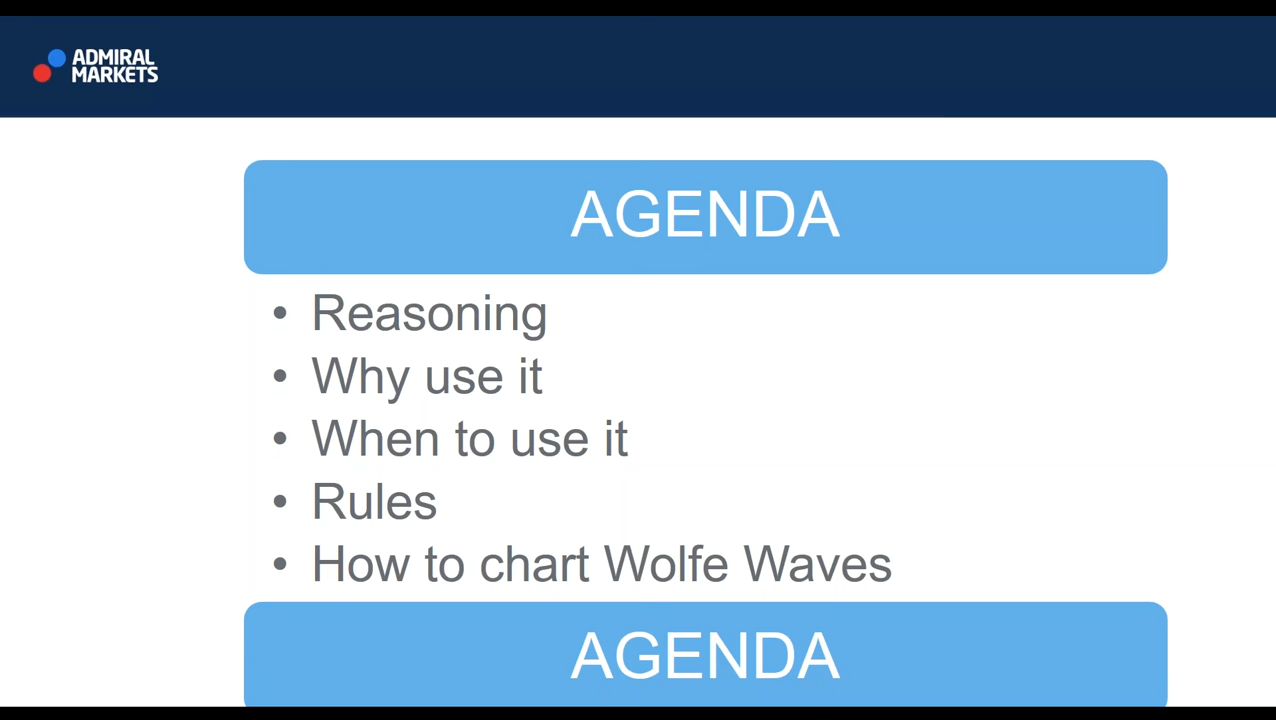 ADMIRAL
MARKETS
AGENDA
• Reasoning
• Why use it
• When to use it
• Rules
• How to chart Wolfe Waves
AGENDA